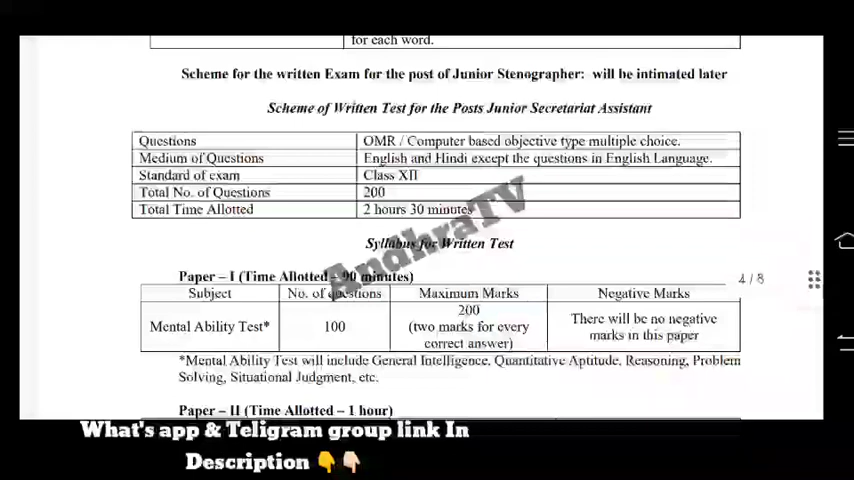 for each word.
Scheme for the written Exam for the post of Junior Stenographer: will be intimated later
Scheme of Written Test for the Posts Junior Secretariat Assistant
Questions OMR / Computer based objective type multiple choice.
Medium of Questions English and Hindi except the questions in English Language.
Standard of exam Class XII
Total No. of Questions 200
Total Time Allotted 2 hours 30 minutes
AndhraTV
Syllabus for Written Test
Paper – I (Time Allotted – 90 minutes)
4/8
Subject No. of questions Maximum Marks Negative Marks
Mental Ability Test* 100 200
(two marks for every
correct answer) There will be no negative
marks in this paper
*Mental Ability Test will include General Intelligence, Quantitative Aptitude, Reasoning, Problem
Solving, Situational Judgment, etc.
Paper – II (Time Allotted – 1 hour)
What's app & Teligram group link In
Description 👇👇🏻